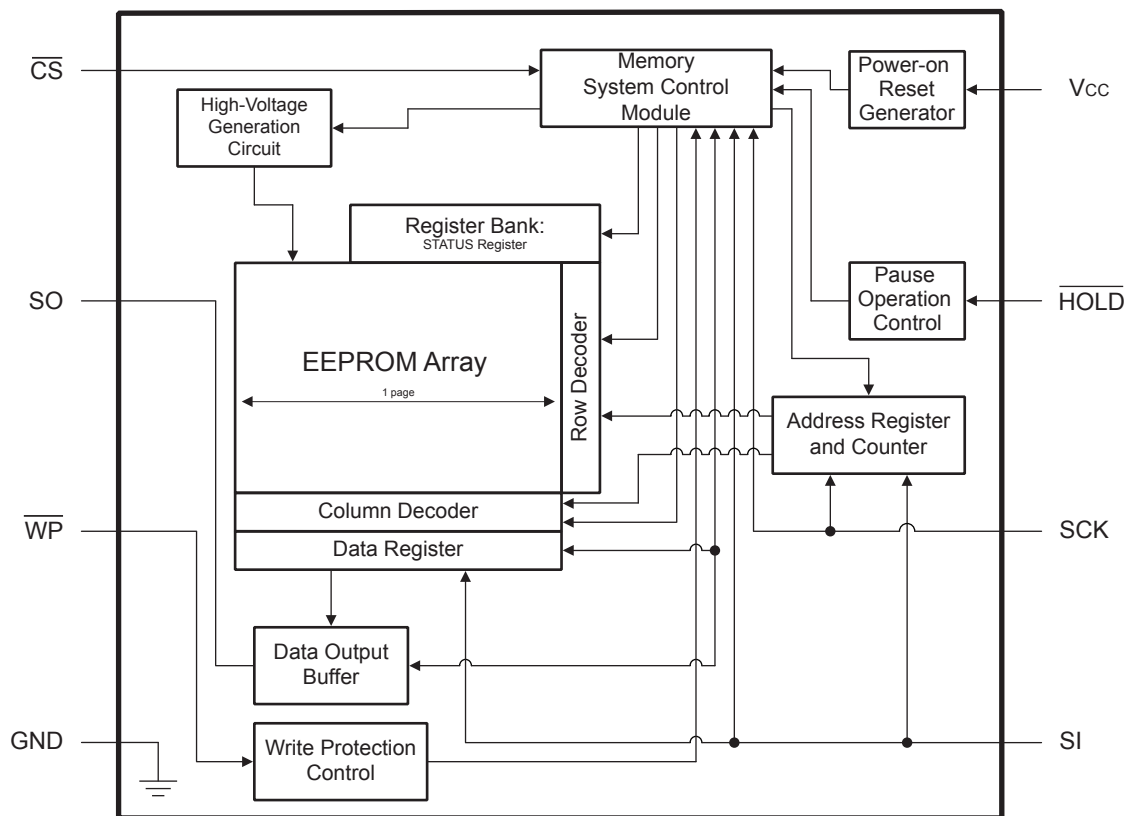 CS
Memory
System Control
Module
Power-on
Reset
Generator
VCC
High-Voltage
Generation
Circuit
Register Bank:
STATUS Register
SO
Pause
Operation
Control
HOLD
EEPROM Array
1 page
Row Decoder
Address Register
and Counter
Column Decoder
WP
SCK
Data Register
Data Output
Buffer
GND
Write Protection
Control
SI